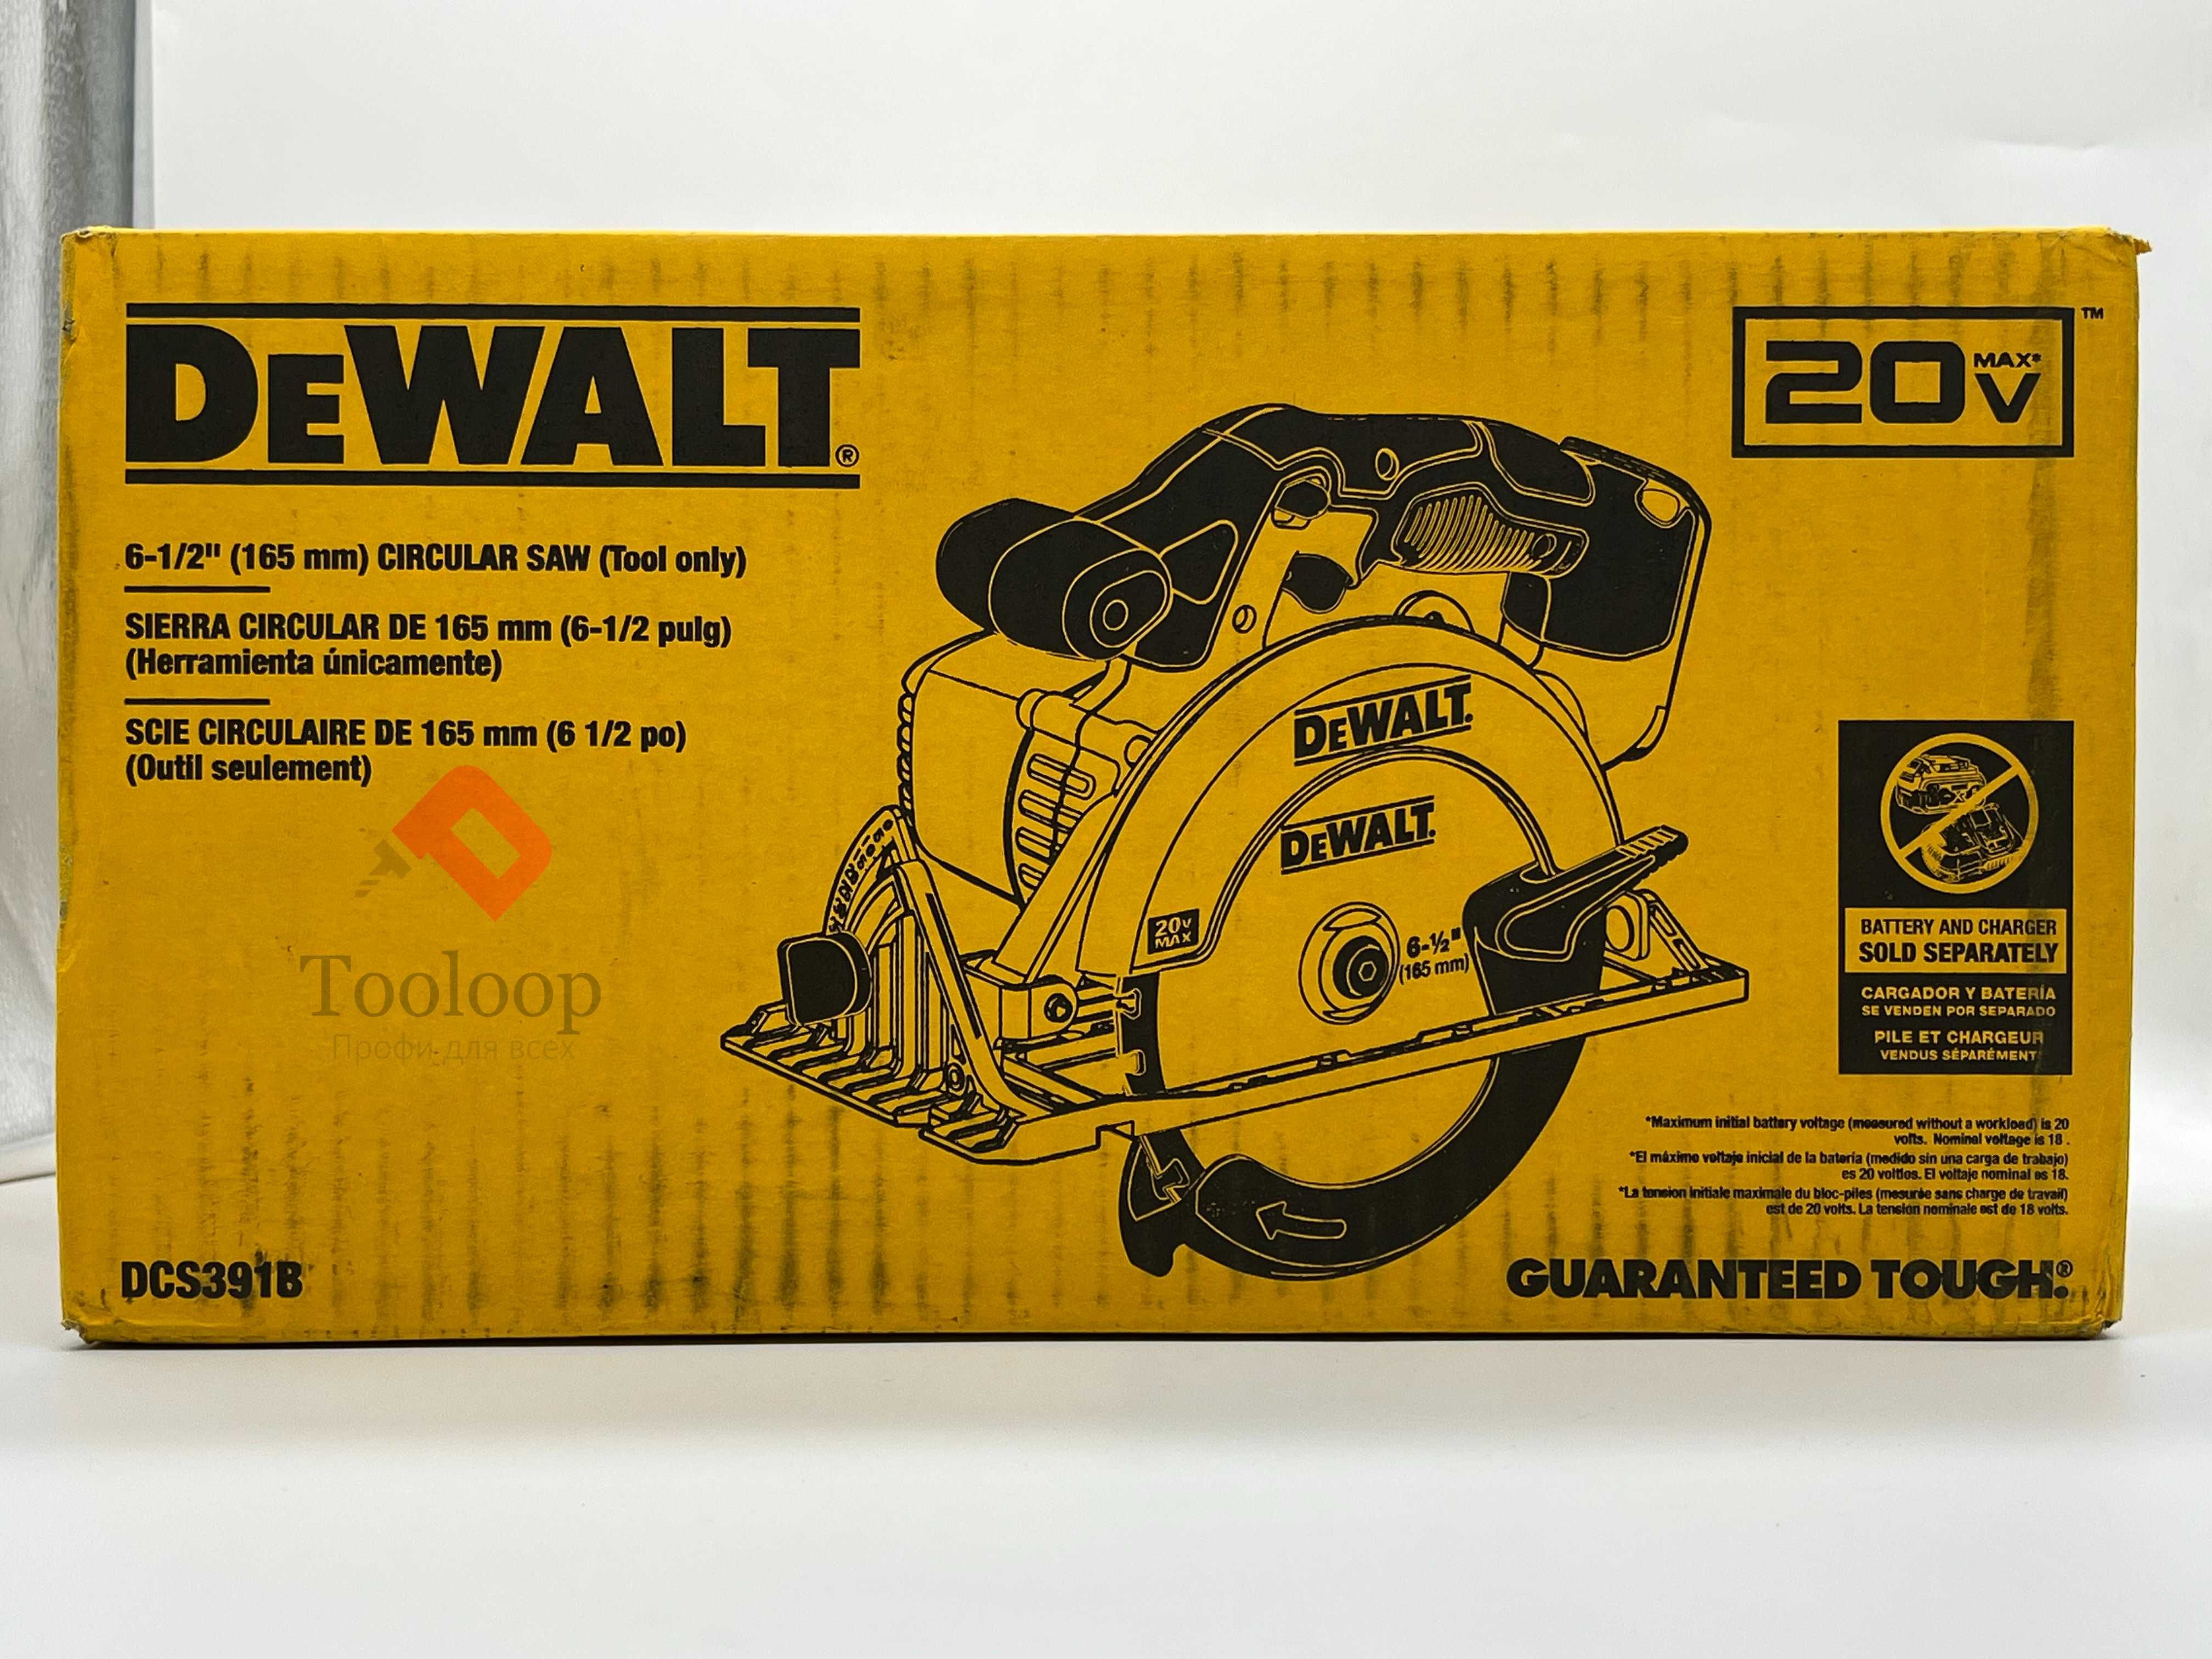 DEWALT®
20V MAX* ™
6-1/2" (165 mm) CIRCULAR SAW (Tool only)
SIERRA CIRCULAR DE 165 mm (6-1/2 pulg)
(Herramienta únicamente)
SCIE CIRCULAIRE DE 165 mm (6 1/2 po)
(Outil seulement)
DEWALT.
DEWALT.
20V
MAX
6-½"
(165 mm)
Tooloop
Профи для всех
BATTERY AND CHARGER
SOLD SEPARATELY
CARGADOR Y BATERÍA
SE VENDEN POR SEPARADO
PILE ET CHARGEUR
VENDUS SÉPARÉMENT
*Maximum initial battery voltage (measured without a workload) is 20
volts. Nominal voltage is 18 .
*El máximo voltaje inicial de la batería (medido sin una carga de trabajo)
es 20 voltios. El voltaje nominal es 18.
*La tension initiale maximale du bloc-piles (mesurée sans charge de travail)
est de 20 volts. La tension nominale est de 18 volts.
DCS391B
GUARANTEED TOUGH.®